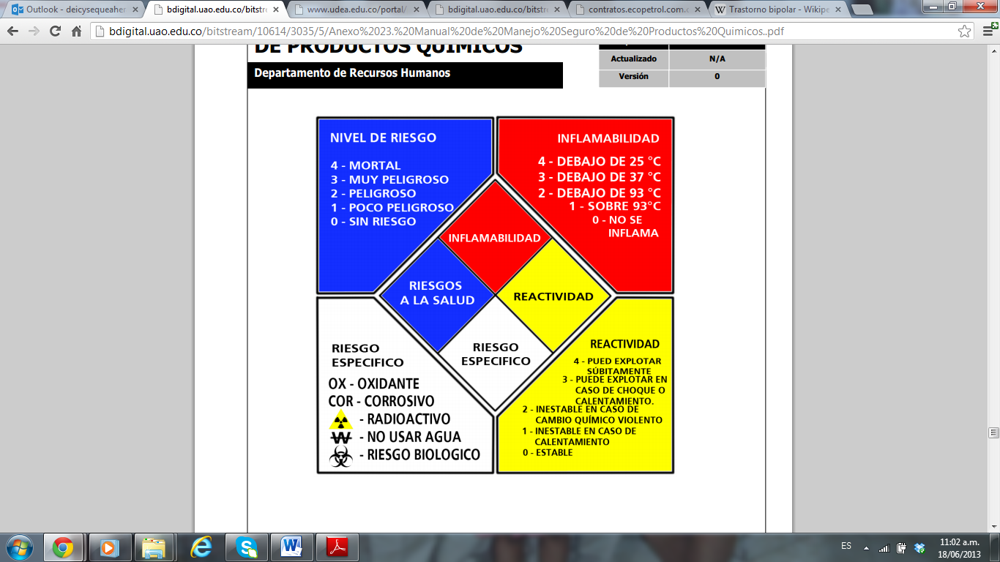 Outlook - deicysequeaher
bdigital.uao.edu.co/bitstre
www.udea.edu.co/portal/
bdigital.uao.edu.co/bitstre
contratos.ecopetrol.com.c
Trastorno bipolar - Wikipe
bdigital.uao.edu.co/bitstream/10614/3035/5/Anexo%2023.%20Manual%20de%20Manejo%20Seguro%20de%20Productos%20Quimicos..pdf
DE PRODUCTOS QUIMICOS
Departamento de Recursos Humanos
Actualizado N/A
Versión 0
NIVEL DE RIESGO
4 - MORTAL
3 - MUY PELIGROSO
2 - PELIGROSO
1 - POCO PELIGROSO
0 - SIN RIESGO
INFLAMABILIDAD
4 - DEBAJO DE 25 °C
3 - DEBAJO DE 37 °C
2 - DEBAJO DE 93 °C
1 - SOBRE 93°C
0 - NO SE
INFLAMA
INFLAMABILIDAD
RIESGOS
A LA SALUD
REACTIVIDAD
RIESGO
ESPECIFICO
RIESGO
ESPECIFICO
OX - OXIDANTE
COR - CORROSIVO
- RADIOACTIVO
W - NO USAR AGUA
- RIESGO BIOLOGICO
REACTIVIDAD
4 - PUED EXPLOTAR
SÚBITAMENTE
3 - PUEDE EXPLOTAR EN
CASO DE CHOQUE O
CALENTAMIENTO.
2 - INESTABLE EN CASO DE
CAMBIO QUÍMICO VIOLENTO
1 - INESTABLE EN CASO DE
CALENTAMIENTO
0 - ESTABLE
ES
11:02 a.m.
18/06/2013